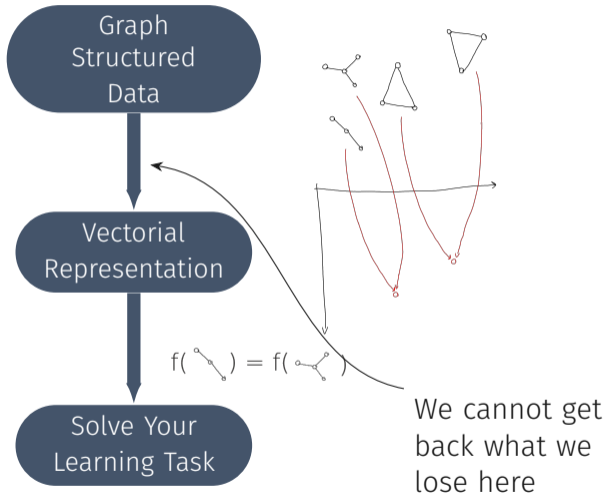 Graph
Structured
Data
Vectorial
Representation
f( ) = f( )
Solve Your
Learning Task
We cannot get
back what we
lose here